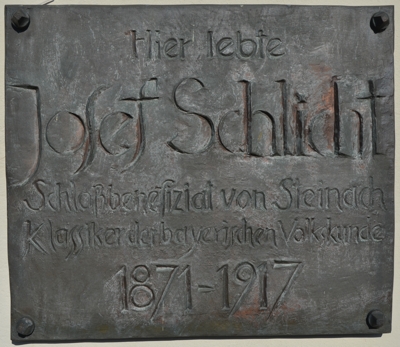 Hier lebte
Josef Schlicht
Schloßbenefiziat von Steinach
Klassiker der bayerischen Volkskunde
1871-1917